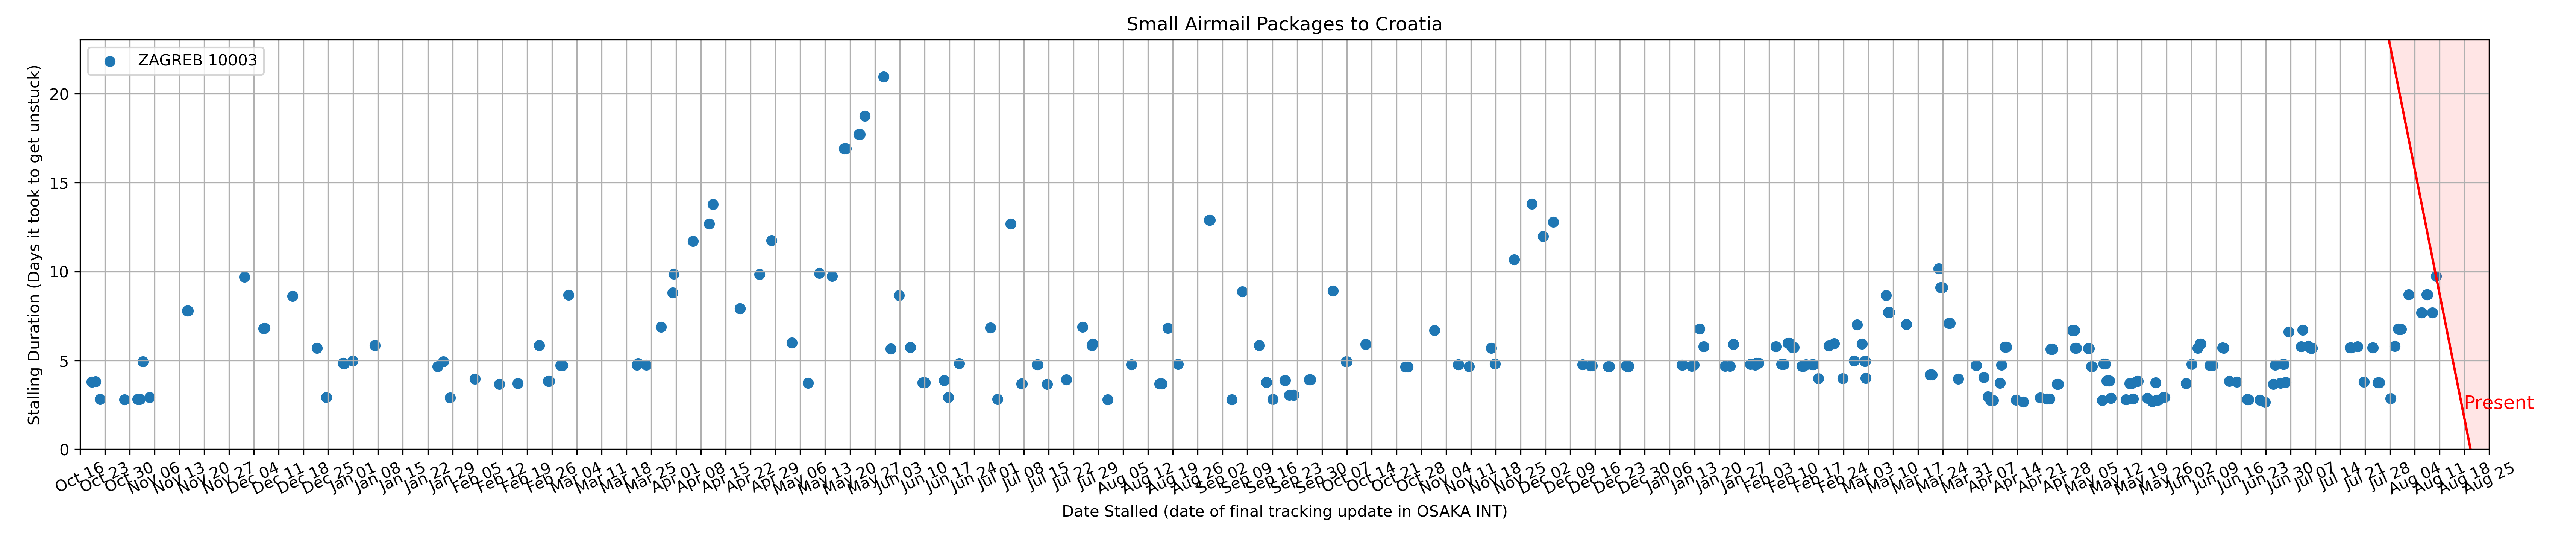 Small Airmail Packages to Croatia
ZAGREB 10003
Stalling Duration (Days it took to get unstuck)
20
15
10
5
0
Present
Oct 16
Oct 23
Oct 30
Nov 06
Nov 13
Nov 20
Nov 27
Dec 04
Dec 11
Dec 18
Dec 25
Jan 01
Jan 08
Jan 15
Jan 22
Jan 29
Feb 05
Feb 12
Feb 19
Feb 26
Mar 04
Mar 11
Mar 18
Mar 25
Apr 01
Apr 08
Apr 15
Apr 22
Apr 29
May 06
May 13
May 20
May 27
Jun 03
Jun 10
Jun 17
Jun 24
Jul 01
Jul 08
Jul 15
Jul 22
Jul 29
Aug 05
Aug 12
Aug 19
Aug 26
Sep 02
Sep 09
Sep 16
Sep 23
Sep 30
Oct 07
Oct 14
Oct 21
Oct 28
Nov 04
Nov 11
Nov 18
Nov 25
Dec 02
Dec 09
Dec 16
Dec 23
Dec 30
Jan 06
Jan 13
Jan 20
Jan 27
Feb 03
Feb 10
Feb 17
Feb 24
Mar 03
Mar 10
Mar 17
Mar 24
Mar 31
Apr 07
Apr 14
Apr 21
Apr 28
May 05
May 12
May 19
May 26
Jun 02
Jun 09
Jun 16
Jun 23
Jun 30
Jul 07
Jul 14
Jul 21
Jul 28
Aug 04
Aug 11
Aug 18
Aug 25
Date Stalled (date of final tracking update in OSAKA INT)